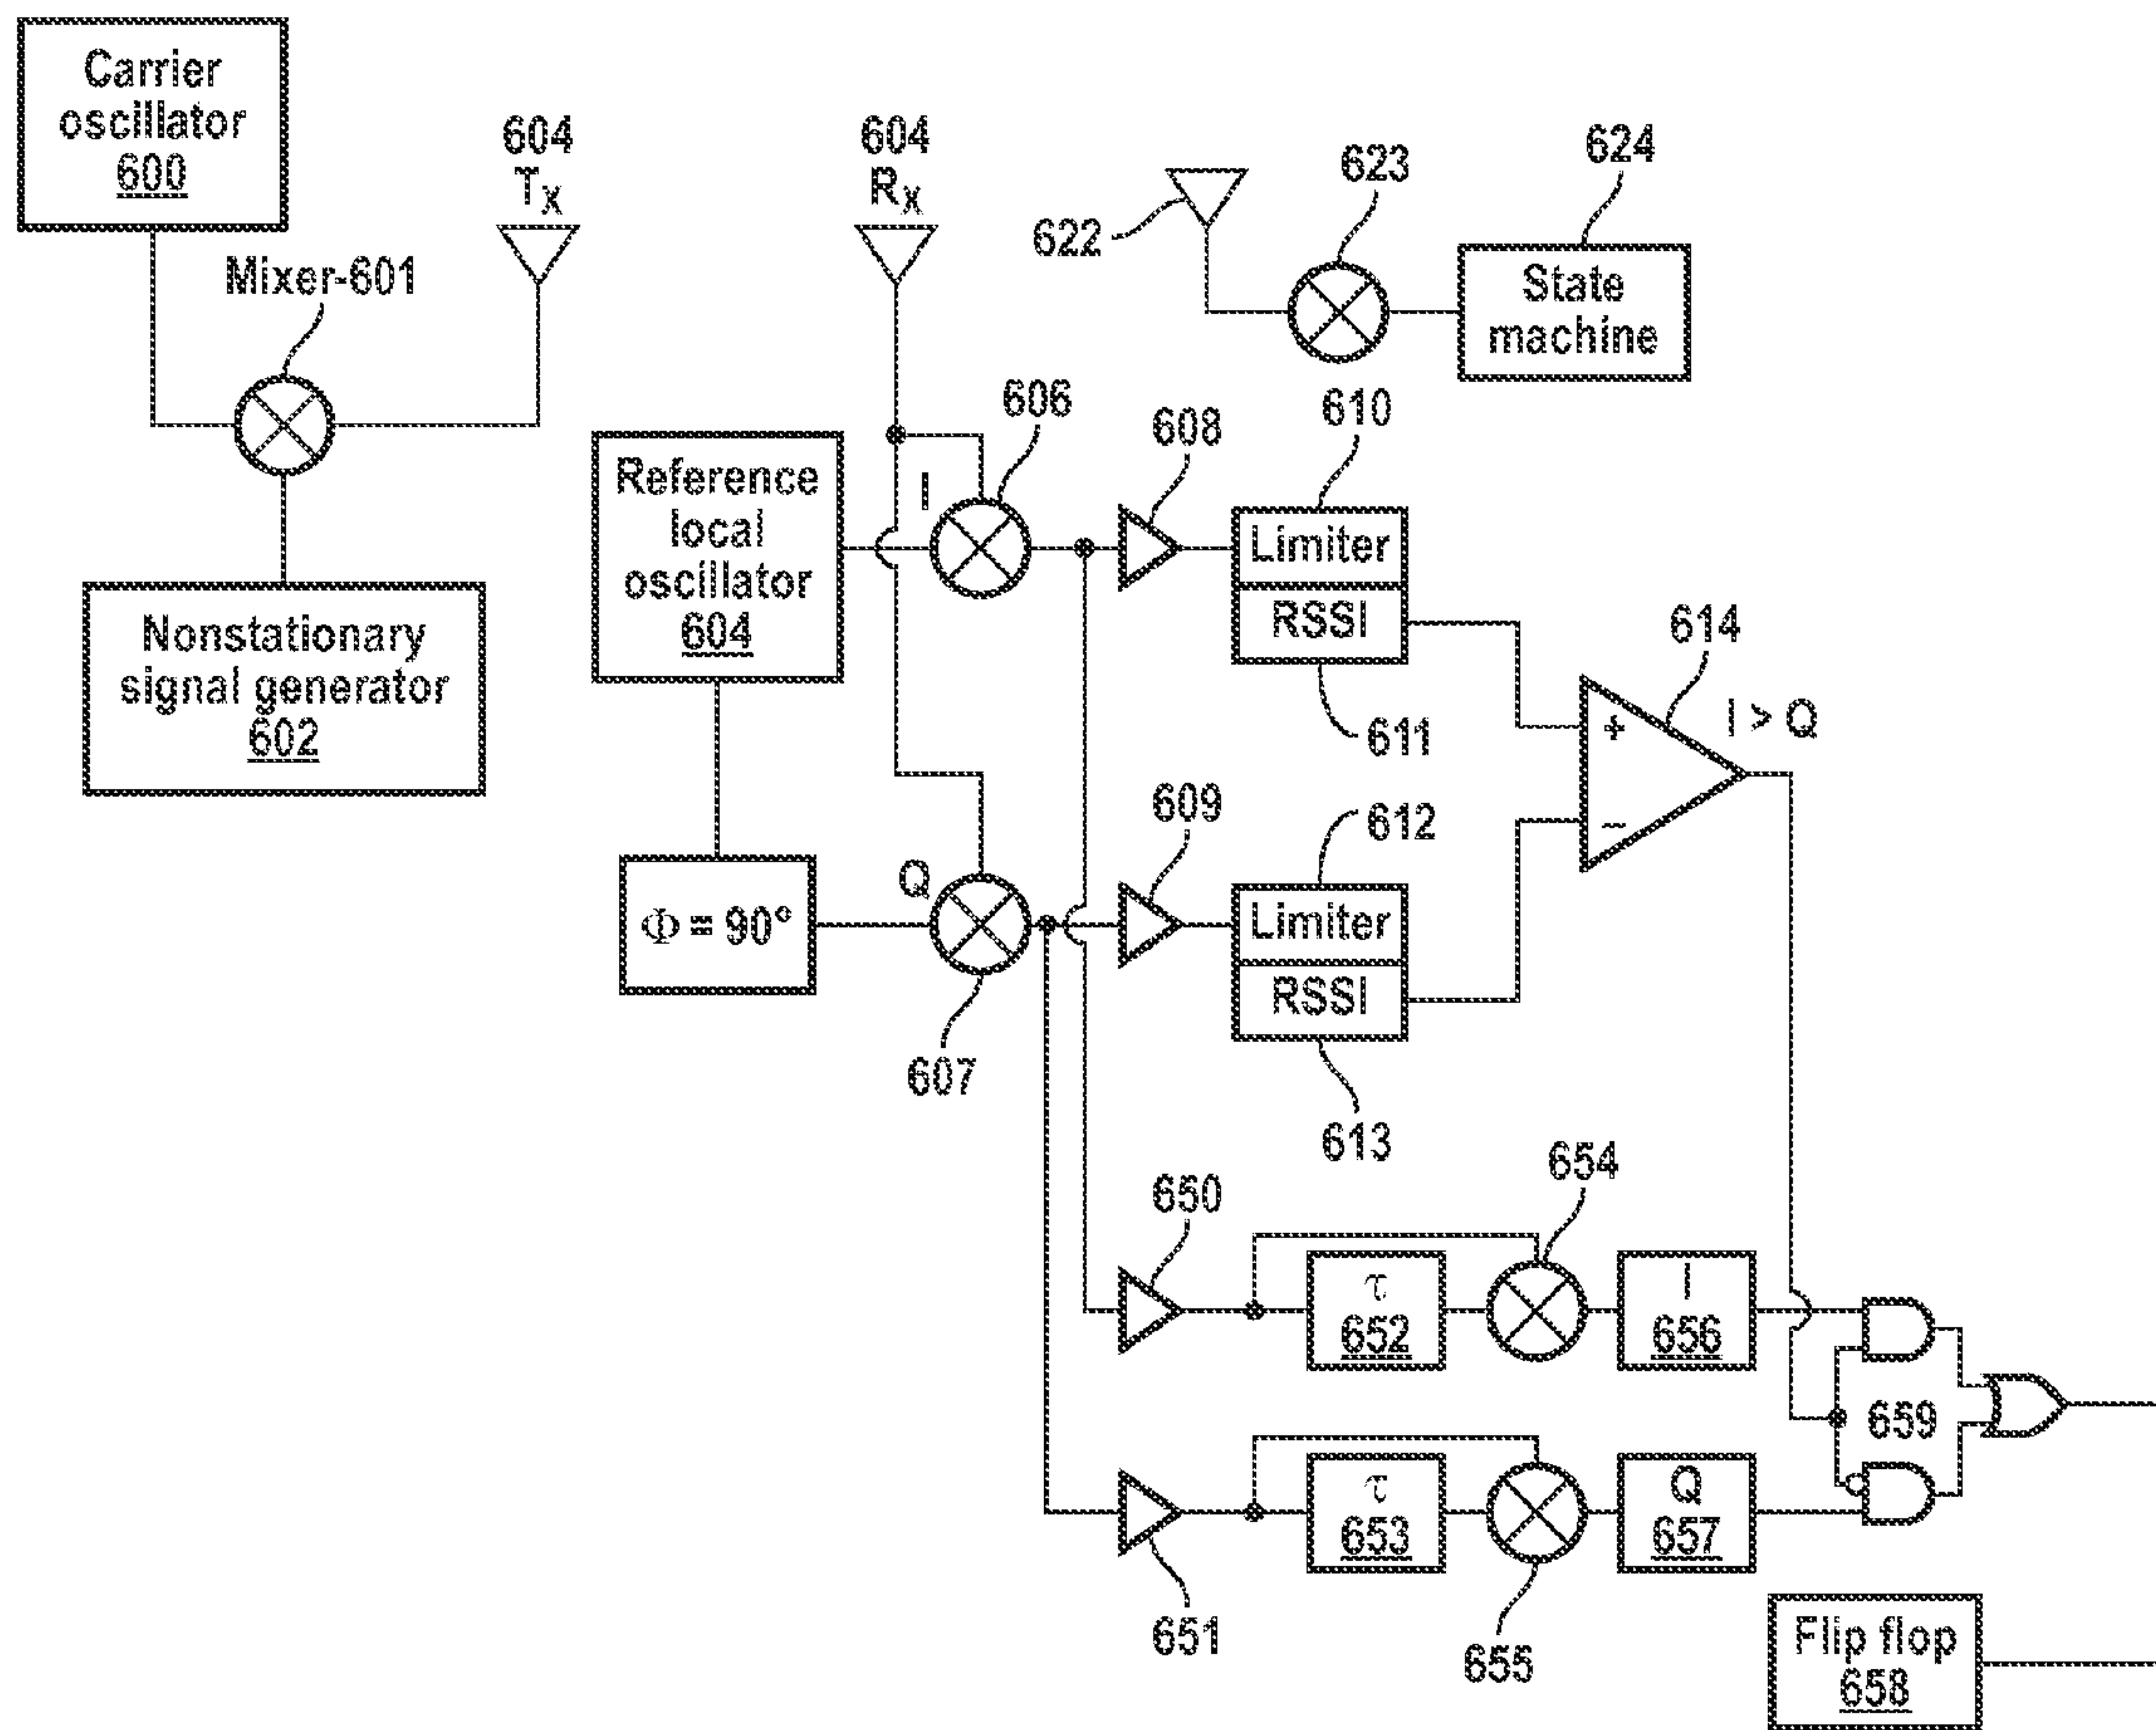 Carrier
oscillator
600
Mixer-601
604
Tx
Nonstationary
signal generator
602
604
Rx
622
623
624
State
machine
Reference
local
oscillator
604
I
606
608
610
Limiter
RSSI
611
614
+
−
I > Q
Φ = 90°
Q
607
609
612
Limiter
RSSI
613
650
τ
652
654
I
656
659
651
τ
653
655
Q
657
Flip flop
658